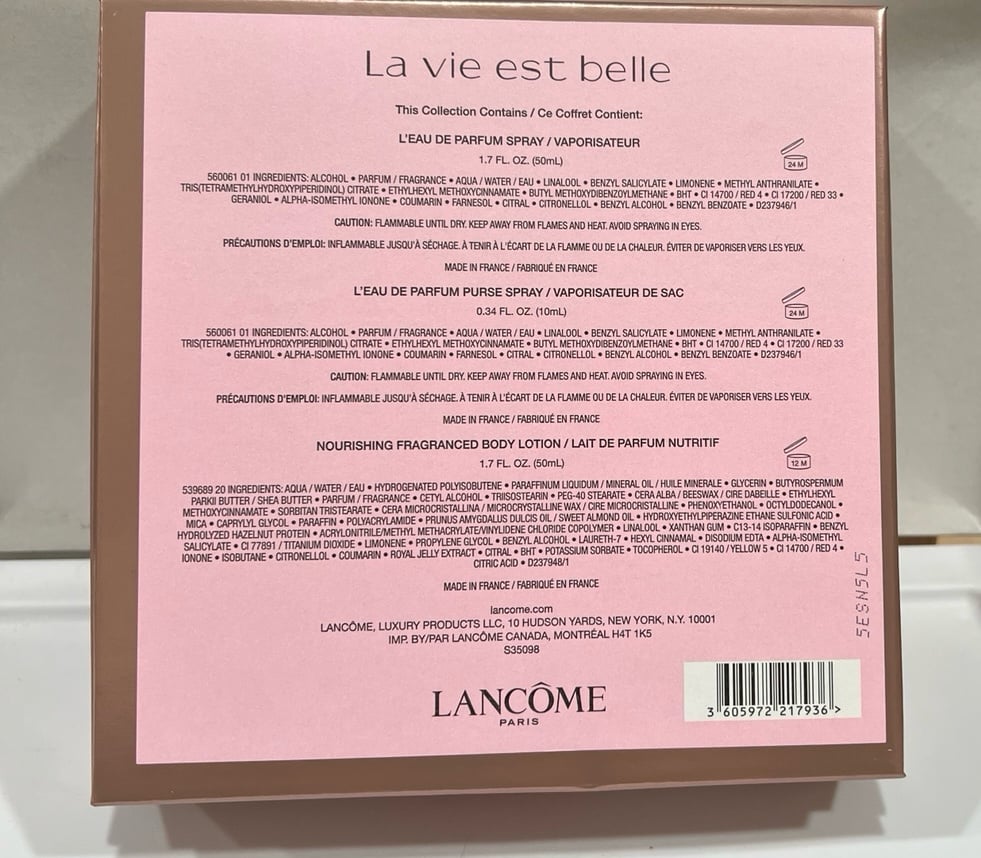 La vie est belle
This Collection Contains / Ce Coffret Contient:
L'EAU DE PARFUM SPRAY / VAPORISATEUR
1.7 FL. OZ. (50mL)
24 M
560061 01 INGREDIENTS: ALCOHOL • PARFUM / FRAGRANCE • AQUA / WATER / EAU • LINALOOL • BENZYL SALICYLATE • LIMONENE • METHYL ANTHRANILATE •
TRIS(TETRAMETHYLHYDROXYPIPERIDINOL) CITRATE • ETHYLHEXYL METHOXYCINNAMATE • BUTYL METHOXYDIBENZOYLMETHANE • BHT • CI 14700 / RED 4 • CI 17200 / RED 33 •
GERANIOL • ALPHA-ISOMETHYL IONONE • COUMARIN • FARNESOL • CITRAL • CITRONELLOL • BENZYL ALCOHOL • BENZYL BENZOATE • D237946/1
CAUTION: FLAMMABLE UNTIL DRY. KEEP AWAY FROM FLAMES AND HEAT. AVOID SPRAYING IN EYES.
PRÉCAUTIONS D'EMPLOI: INFLAMMABLE JUSQU'À SÉCHAGE. À TENIR À L'ÉCART DE LA FLAMME OU DE LA CHALEUR. ÉVITER DE VAPORISER VERS LES YEUX.
MADE IN FRANCE / FABRIQUÉ EN FRANCE
L'EAU DE PARFUM PURSE SPRAY / VAPORISATEUR DE SAC
0.34 FL. OZ. (10mL)
24 M
560061 01 INGREDIENTS: ALCOHOL • PARFUM / FRAGRANCE • AQUA / WATER / EAU • LINALOOL • BENZYL SALICYLATE • LIMONENE • METHYL ANTHRANILATE •
TRIS(TETRAMETHYLHYDROXYPIPERIDINOL) CITRATE • ETHYLHEXYL METHOXYCINNAMATE • BUTYL METHOXYDIBENZOYLMETHANE • BHT • CI 14700 / RED 4 • CI 17200 / RED 33
• GERANIOL • ALPHA-ISOMETHYL IONONE • COUMARIN • FARNESOL • CITRAL • CITRONELLOL • BENZYL ALCOHOL • BENZYL BENZOATE • D237946/1
CAUTION: FLAMMABLE UNTIL DRY. KEEP AWAY FROM FLAMES AND HEAT. AVOID SPRAYING IN EYES.
PRÉCAUTIONS D'EMPLOI: INFLAMMABLE JUSQU'À SÉCHAGE. À TENIR À L'ÉCART DE LA FLAMME OU DE LA CHALEUR. ÉVITER DE VAPORISER VERS LES YEUX.
MADE IN FRANCE / FABRIQUÉ EN FRANCE
NOURISHING FRAGRANCED BODY LOTION / LAIT DE PARFUM NUTRITIF
1.7 FL. OZ. (50mL)
12 M
539689 20 INGREDIENTS: AQUA / WATER / EAU • HYDROGENATED POLYISOBUTENE • PARAFFINUM LIQUIDUM / MINERAL OIL / HUILE MINERALE • GLYCERIN • BUTYROSPERMUM
PARKII BUTTER / SHEA BUTTER • PARFUM / FRAGRANCE • CETYL ALCOHOL • TRIISOSTEARIN • PEG-40 STEARATE • CERA ALBA / BEESWAX / CIRE DABEILLE • ETHYLHEXYL
METHOXYCINNAMATE • SORBITAN TRISTEARATE • CERA MICROCRISTALLINA / MICROCRYSTALLINE WAX / CIRE MICROCRISTALLINE • PHENOXYETHANOL • OCTYLDODECANOL •
MICA • CAPRYLYL GLYCOL • PARAFFIN • POLYACRYLAMIDE • PRUNUS AMYGDALUS DULCIS OIL / SWEET ALMOND OIL • HYDROXYETHYLPIPERAZINE ETHANE SULFONIC ACID •
HYDROLYZED HAZELNUT PROTEIN • ACRYLONITRILE/METHYL METHACRYLATE/VINYLIDENE CHLORIDE COPOLYMER • LINALOOL • XANTHAN GUM • C13-14 ISOPARAFFIN • BENZYL
SALICYLATE • CI 77891 / TITANIUM DIOXIDE • LIMONENE • PROPYLENE GLYCOL • BENZYL ALCOHOL • LAURETH-7 • HEXYL CINNAMAL • DISODIUM EDTA • ALPHA-ISOMETHYL
IONONE • ISOBUTANE • CITRONELLOL • COUMARIN • ROYAL JELLY EXTRACT • CITRAL • BHT • POTASSIUM SORBATE • TOCOPHEROL • CI 19140 / YELLOW 5 • CI 14700 / RED 4 •
CITRIC ACID • D237948/1
MADE IN FRANCE / FABRIQUÉ EN FRANCE
lancome.com
LANCÔME, LUXURY PRODUCTS LLC, 10 HUDSON YARDS, NEW YORK, N.Y. 10001
IMP. BY/PAR LANCÔME CANADA, MONTRÉAL H4T 1K5
S35098
LANCÔME
PARIS
3 605972 217936 >